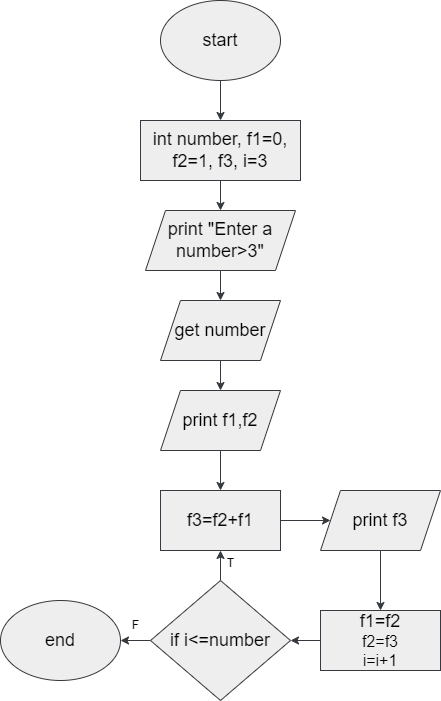 start
int number, f1=0,
f2=1, f3, i=3
print "Enter a
number>3"
get number
print f1,f2
f3=f2+f1
print f3
T
f1=f2
f2=f3
i=i+1
if i<=number
F
end